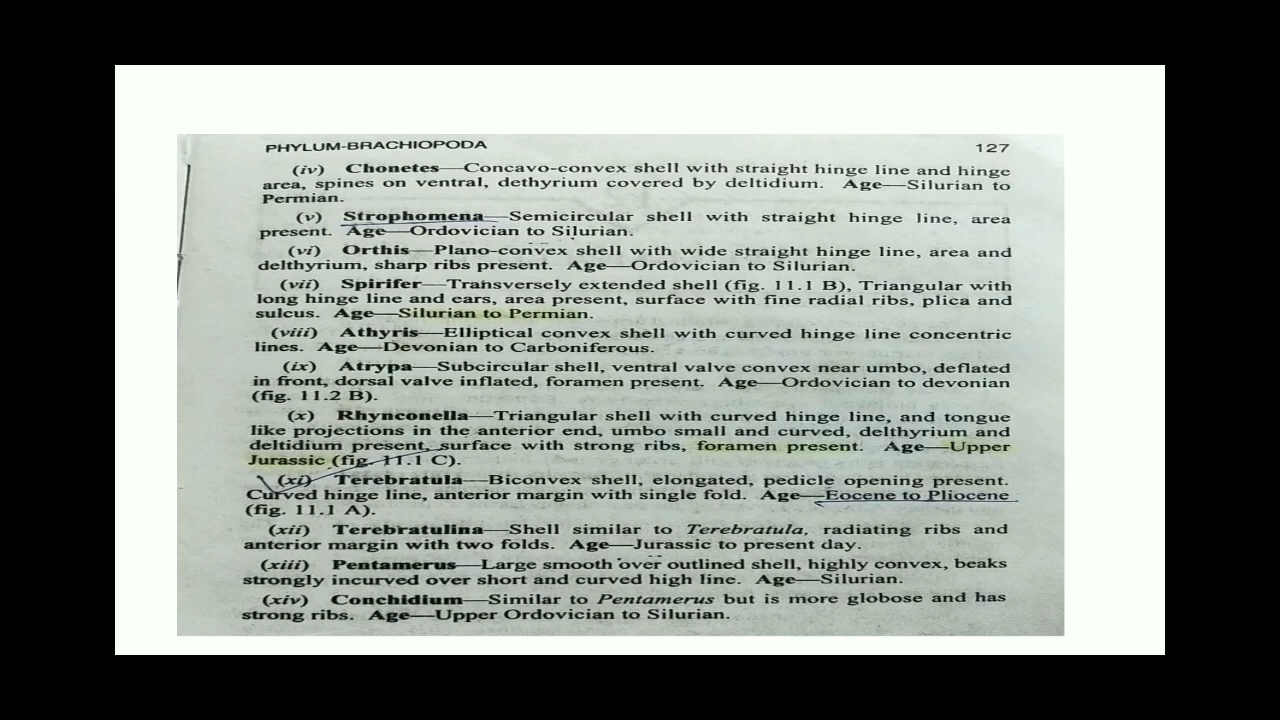 PHYLUM-BRACHIOPODA 127
(iv) Chonetes—Concavo-convex shell with straight hinge line and hinge
area, spines on ventral, dethyrium covered by deltidium. Age—Silurian to
Permian.
(v) Strophomena—Semicircular shell with straight hinge line, area
present. Age—Ordovician to Silurian.
(vi) Orthis—Plano-convex shell with wide straight hinge line, area and
delthyrium, sharp ribs present. Age—Ordovician to Silurian.
(vii) Spirifer—Transversely extended shell (fig. 11.1 B), Triangular with
long hinge line and ears, area present, surface with fine radial ribs, plica and
sulcus. Age—Silurian to Permian.
(viii) Athyris—Elliptical convex shell with curved hinge line concentric
lines. Age—Devonian to Carboniferous.
(ix) Atrypa—Subcircular shell, ventral valve convex near umbo, deflated
in front, dorsal valve inflated, foramen present. Age—Ordovician to devonian
(fig. 11.2 B).
(x) Rhynconella—Triangular shell with curved hinge line, and tongue
like projections in the anterior end, umbo small and curved, delthyrium and
deltidium present, surface with strong ribs, foramen present. Age—Upper
Jurassic (fig. 11.1 C).
(xi) Terebratula—Biconvex shell, elongated, pedicle opening present.
Curved hinge line, anterior margin with single fold. Age—Eocene to Pliocene
(fig. 11.1 A).
(xii) Terebratulina—Shell similar to Terebratula, radiating ribs and
anterior margin with two folds. Age—Jurassic to present day.
(xiii) Pentamerus—Large smooth over outlined shell, highly convex, beaks
strongly incurved over short and curved high line. Age—Silurian.
(xiv) Conchidium—Similar to Pentamerus but is more globose and has
strong ribs. Age—Upper Ordovician to Silurian.